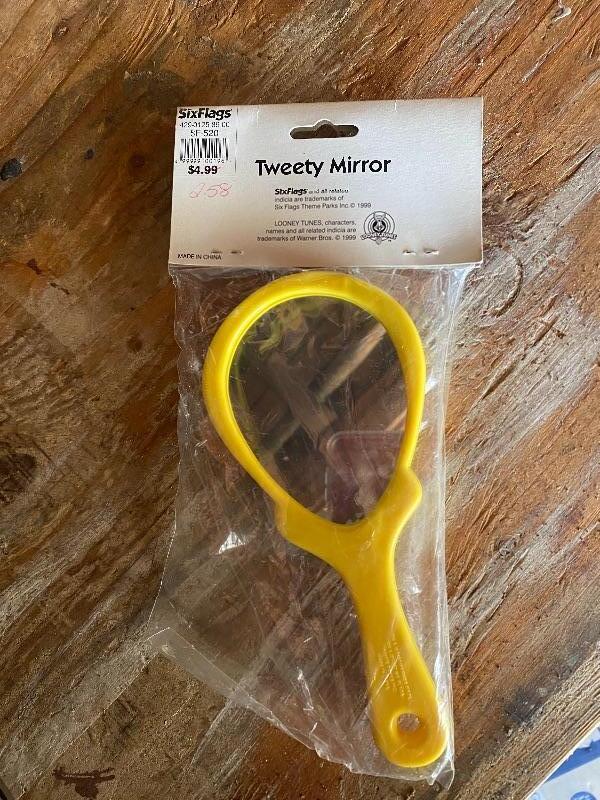 SixFlags
SF-520
$4.99
2.58
Tweety Mirror
SixFlags and all related
indicia are trademarks of
Six Flags Theme Parks Inc.© 1999
LOONEY TUNES, characters,
names and all related indicia are
trademarks of Warner Bros. © 1999
MADE IN CHINA